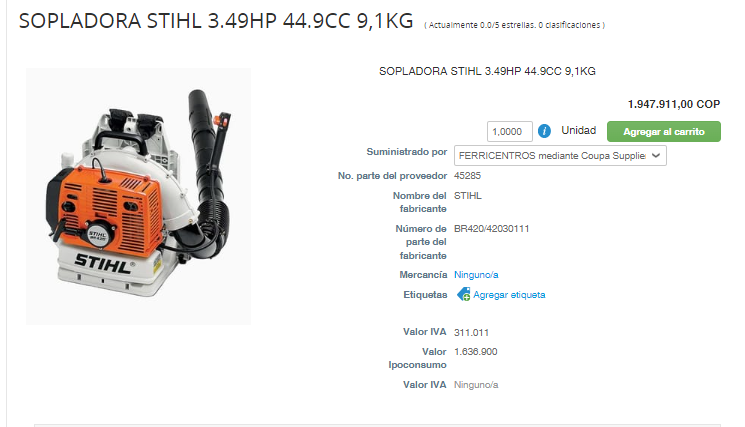 SOPLADORA STIHL 3.49HP 44.9CC 9,1KG ( Actualmente 0.0/5 estrellas. 0 clasificaciones )
SOPLADORA STIHL 3.49HP 44.9CC 9,1KG
1.947.911,00 COP
1,0000 i Unidad Agregar al carrito
Suministrado por FERRICENTROS mediante Coupa Supplie
No. parte del proveedor 45285
Nombre del STIHL
fabricante
Número de BR420/42030111
parte del
fabricante
Mercancía Ninguno/a
Etiquetas Agregar etiqueta
Valor IVA 311.011
Valor 1.636.900
Ipoconsumo
Valor IVA Ninguno/a
STIHL
STIHL